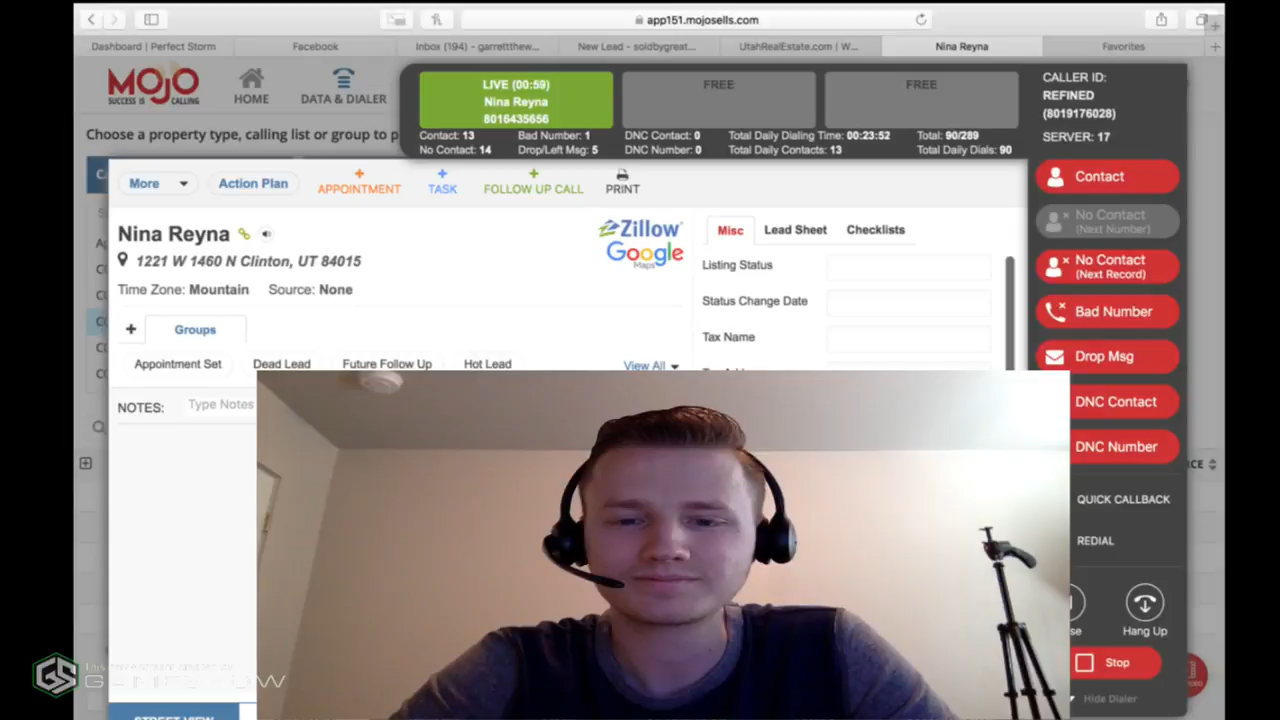 app151.mojosells.com
Dashboard | Perfect Storm
Facebook
Inbox (194) – garrettthew...
New Lead - soldbygreat...
UtahRealEstate.com | W...
Nina Reyna
Favorites
MOJO
SUCCESS IS CALLING
HOME
DATA & DIALER
LIVE (00:59)
Nina Reyna
8016435656
FREE
FREE
CALLER ID:
REFINED
(8019176028)
SERVER: 17
Contact: 13
Bad Number: 1
DNC Contact: 0
Total Daily Dialing Time: 00:23:52
Total: 90/289
No Contact: 14
Drop/Left Msg: 5
DNC Number: 0
Total Daily Contacts: 13
Total Daily Dials: 90
Choose a property type, calling list or group to p
More
Action Plan
APPOINTMENT
TASK
FOLLOW UP CALL
PRINT
Nina Reyna
1221 W 1460 N Clinton, UT 84015
Time Zone: Mountain
Source: None
Zillow
Google
Maps
Groups
Appointment Set
Dead Lead
Future Follow Up
Hot Lead
View All
NOTES:
Type Notes
Misc
Lead Sheet
Checklists
Listing Status
Status Change Date
Tax Name
Contact
No Contact
(Next Number)
No Contact
(Next Record)
Bad Number
Drop Msg
DNC Contact
DNC Number
QUICK CALLBACK
REDIAL
se
Hang Up
Stop
Hide Dialer
ICE
GS
STREET VIEW